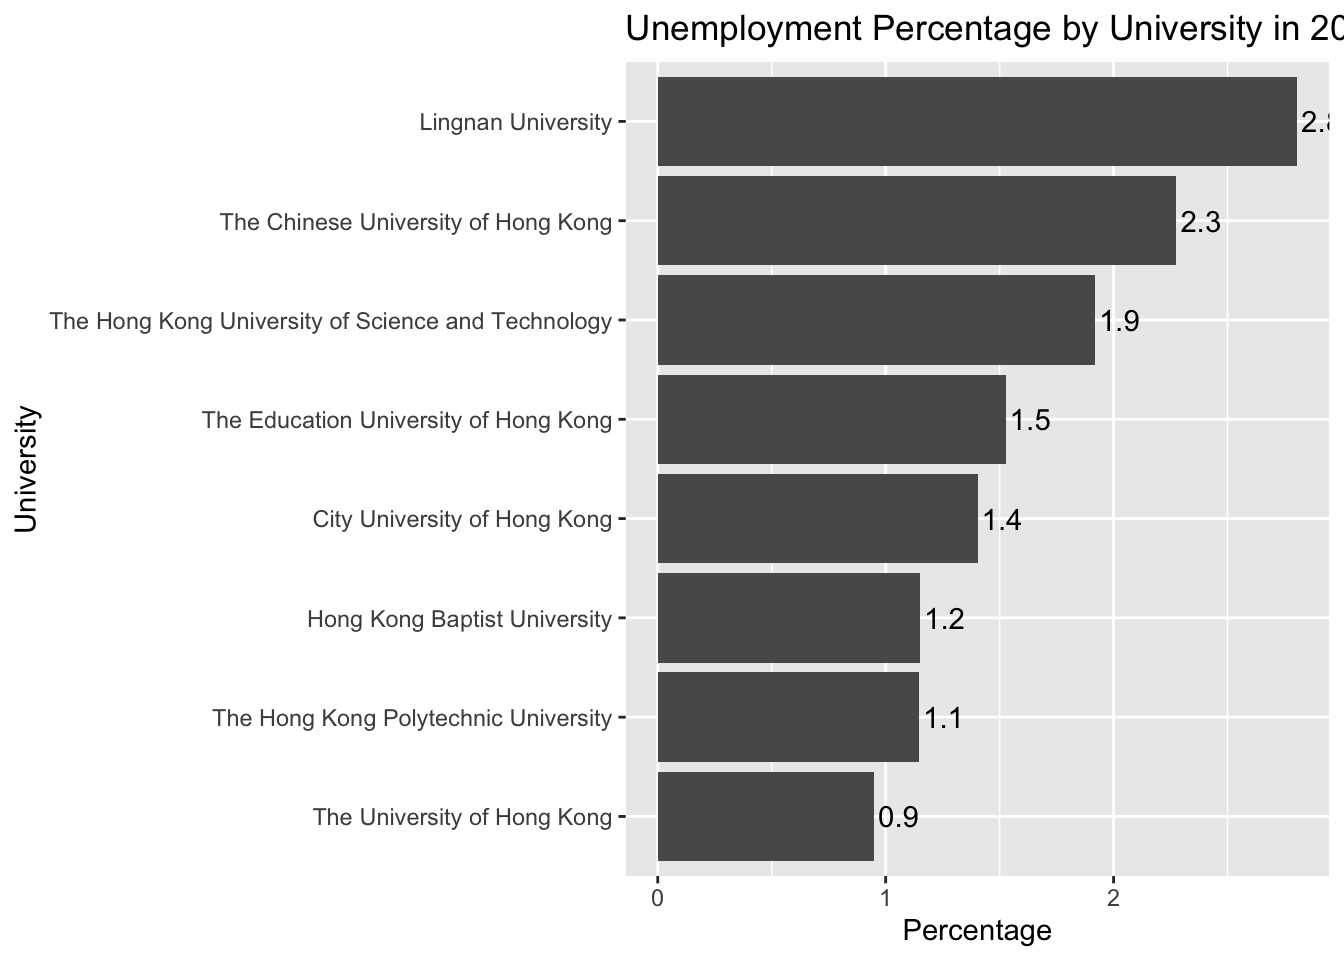 Unemployment Percentage by University in 20
Lingnan University
2.8
The Chinese University of Hong Kong
2.3
The Hong Kong University of Science and Technology
1.9
The Education University of Hong Kong
1.5
City University of Hong Kong
1.4
Hong Kong Baptist University
1.2
The Hong Kong Polytechnic University
1.1
The University of Hong Kong
0.9
University
0
1
2
Percentage